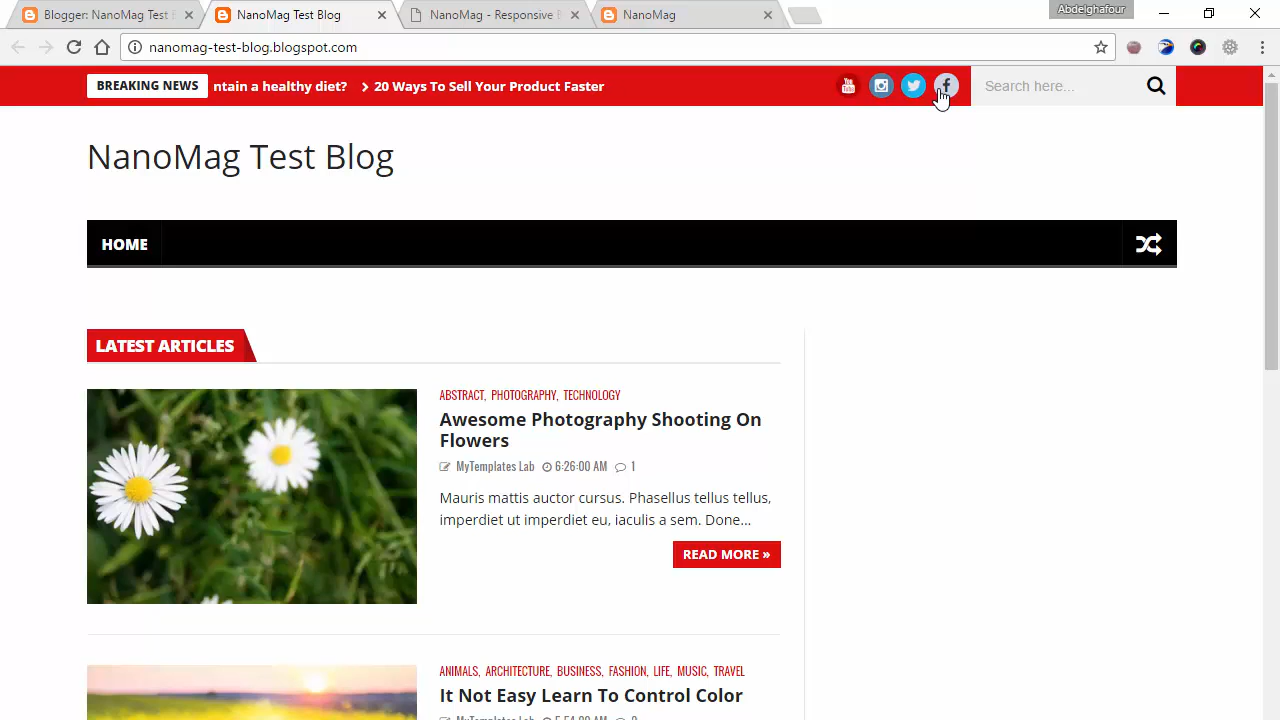 Blogger: NanoMag Test
NanoMag Test Blog
NanoMag - Responsive
NanoMag
Abdelghafour
nanomag-test-blog.blogspot.com
BREAKING NEWS
ntain a healthy diet?
20 Ways To Sell Your Product Faster
You
Tube
Search here...
NanoMag Test Blog
HOME
LATEST ARTICLES
ABSTRACT, PHOTOGRAPHY, TECHNOLOGY
Awesome Photography Shooting On
Flowers
MyTemplates Lab 6:26:00 AM 1
Mauris mattis auctor cursus. Phasellus tellus tellus,
imperdiet ut imperdiet eu, iaculis a sem. Done...
READ MORE »
ANIMALS, ARCHITECTURE, BUSINESS, FASHION, LIFE, MUSIC, TRAVEL
It Not Easy Learn To Control Color